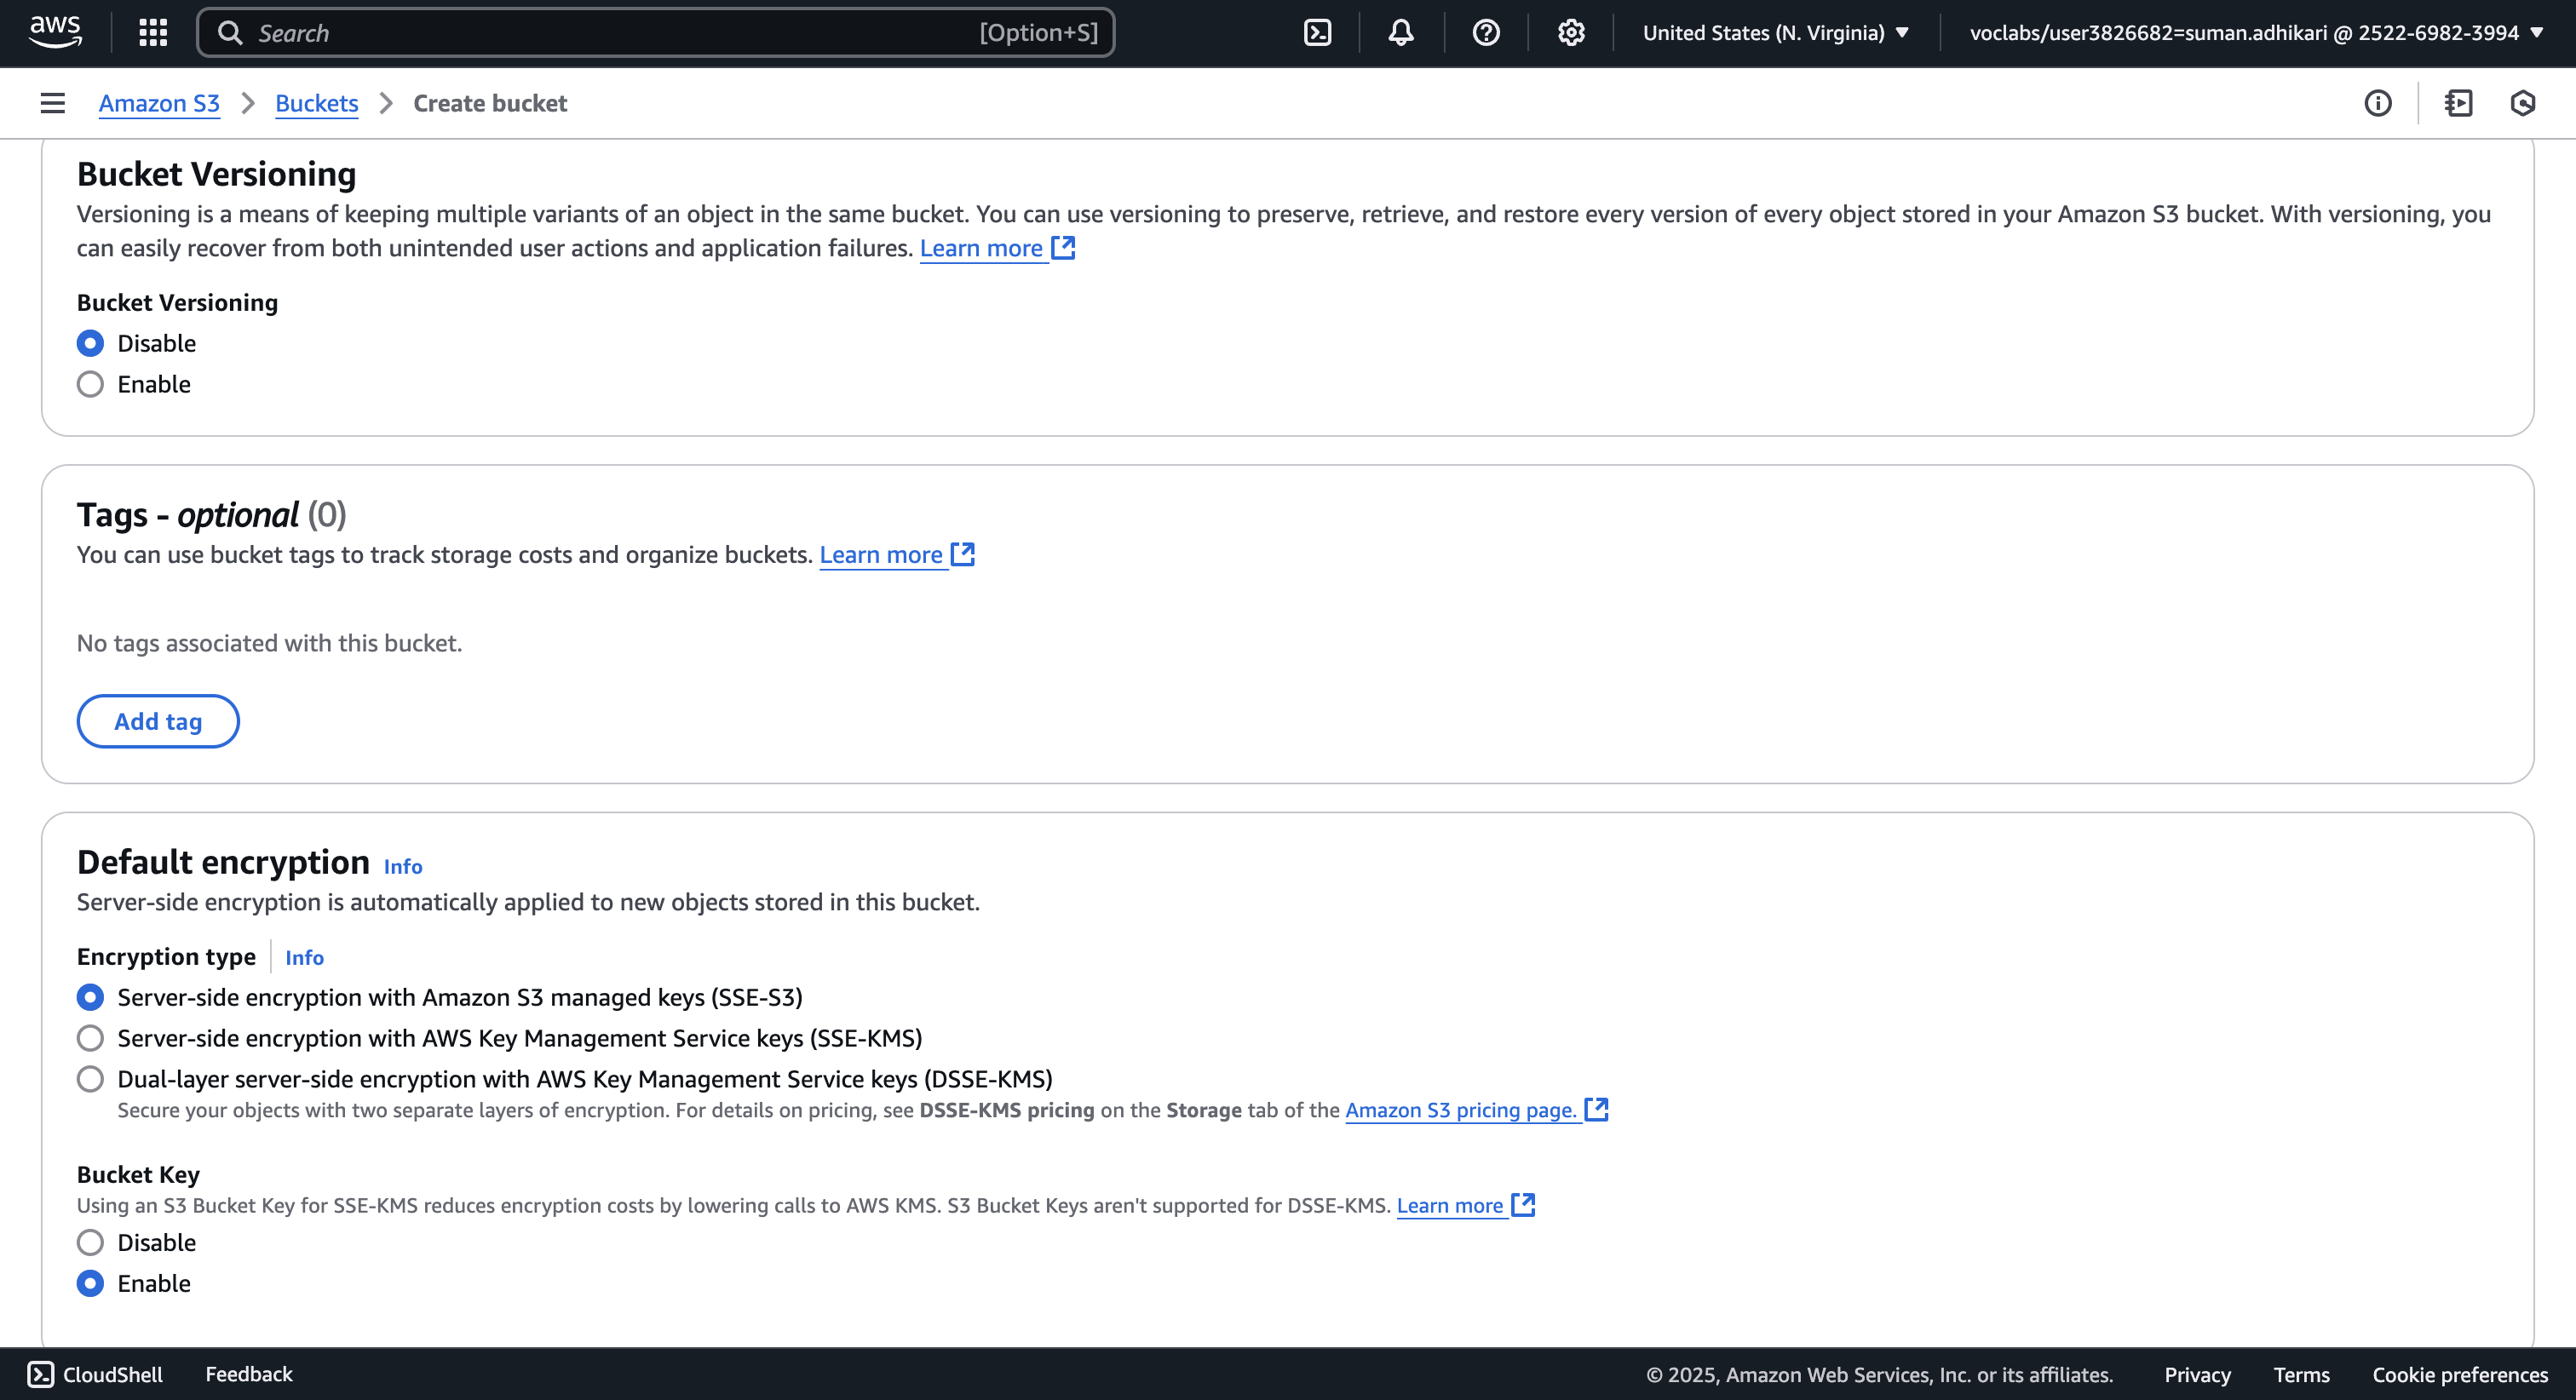 aws
Search [Option+S]
United States (N. Virginia)
voclabs/user3826682=suman.adhikari @ 2522-6982-3994
Amazon S3 > Buckets > Create bucket
Bucket Versioning
Versioning is a means of keeping multiple variants of an object in the same bucket. You can use versioning to preserve, retrieve, and restore every version of every object stored in your Amazon S3 bucket. With versioning, you
can easily recover from both unintended user actions and application failures. Learn more
Bucket Versioning
Disable
Enable
Tags - optional (0)
You can use bucket tags to track storage costs and organize buckets. Learn more
No tags associated with this bucket.
Add tag
Default encryption Info
Server-side encryption is automatically applied to new objects stored in this bucket.
Encryption type Info
Server-side encryption with Amazon S3 managed keys (SSE-S3)
Server-side encryption with AWS Key Management Service keys (SSE-KMS)
Dual-layer server-side encryption with AWS Key Management Service keys (DSSE-KMS)
Secure your objects with two separate layers of encryption. For details on pricing, see DSSE-KMS pricing on the Storage tab of the Amazon S3 pricing page.
Bucket Key
Using an S3 Bucket Key for SSE-KMS reduces encryption costs by lowering calls to AWS KMS. S3 Bucket Keys aren't supported for DSSE-KMS. Learn more
Disable
Enable
CloudShell Feedback © 2025, Amazon Web Services, Inc. or its affiliates. Privacy Terms Cookie preferences